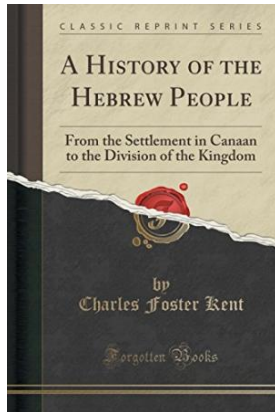 CLASSIC REPRINT SERIES
A HISTORY OF THE
HEBREW PEOPLE
From the Settlement in Canaan
to the Division of the Kingdom
by
Charles Foster Kent
Forgotten Books